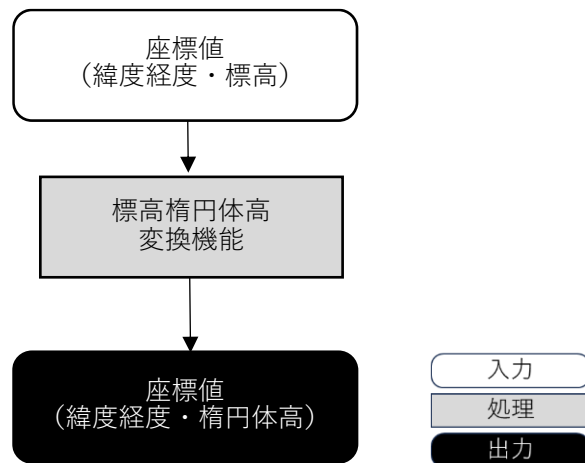 座標値
（緯度経度・標高）
標高楕円体高
変換機能
座標値
（緯度経度・楕円体高）
入力
処理
出力